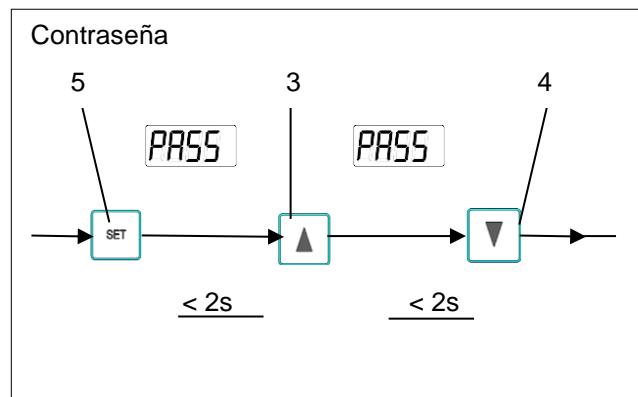 Contraseña
5 3 4
PASS PASS
SET
< 2s < 2s